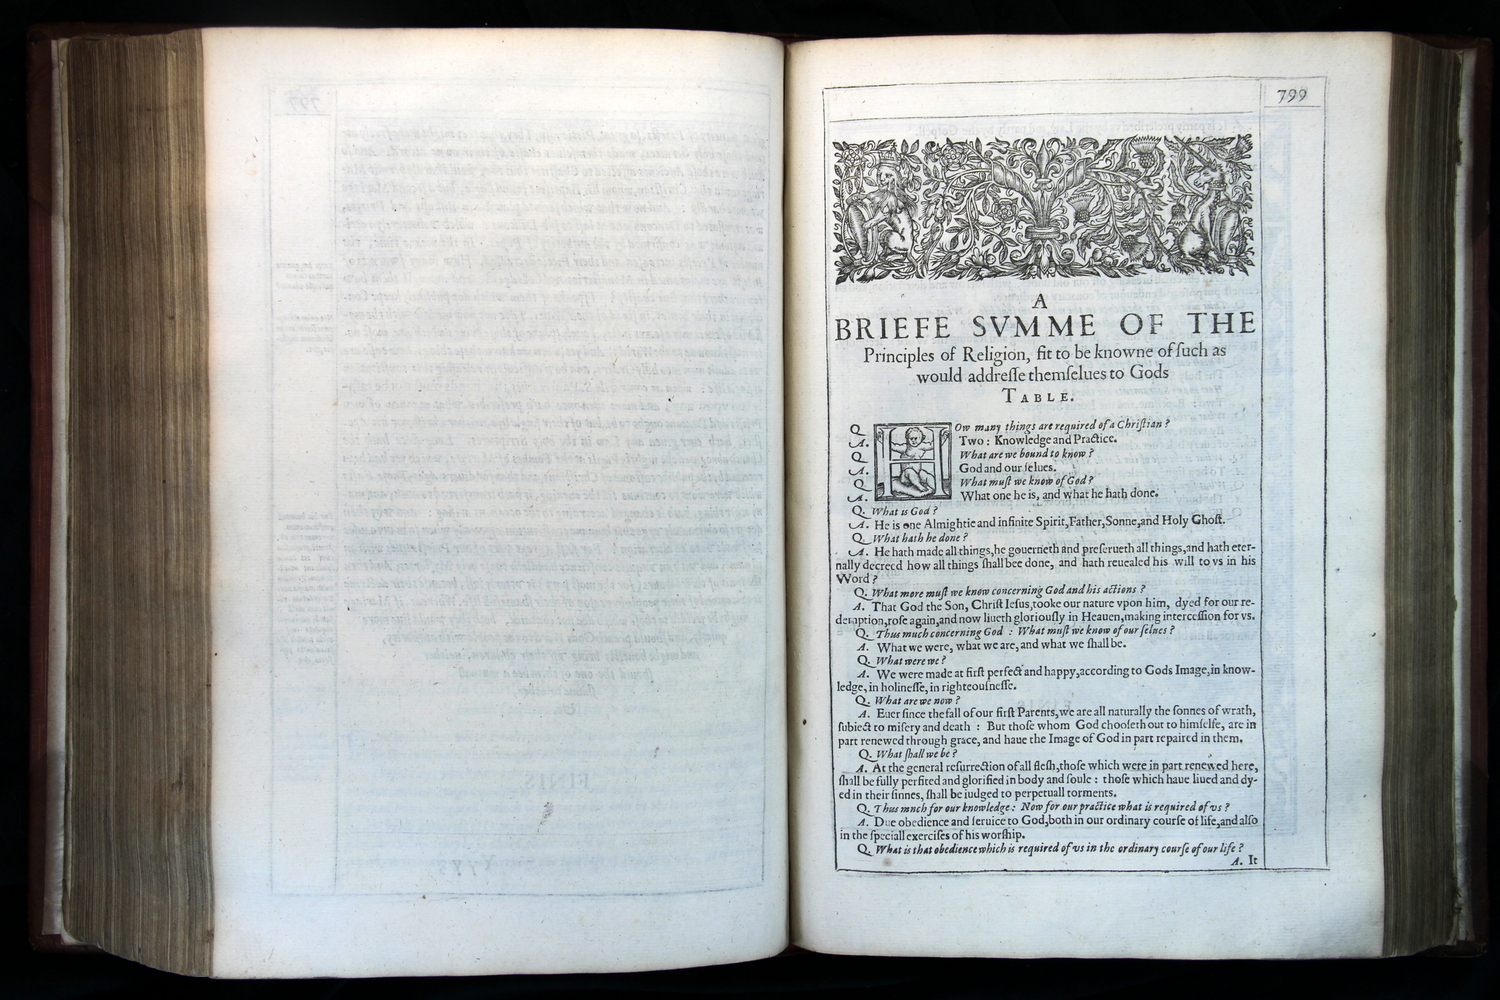 799
A
BRIEFE SVMME OF THE
Principles of Religion, fit to be knowne of ſuch as
would addreſſe themſelues to Gods
TABLE.
Q. HOw many things are required of a Chriſtian?
A. Two: Knowledge and Practice.
Q. What are we bound to know?
A. God and our ſelues.
Q. What muſt we know of God?
A. What one he is, and what he hath done.
Q. What is God?
A. He is one Almightie and infinite Spirit, Father, Sonne, and Holy Ghoſt.
Q. What hath he done?
A. He hath made all things, he gouerneth and preſerueth all things, and hath eter-
nally decreed how all things ſhall bee done, and hath reuealed his will to vs in his
Word?
Q. What more muſt we know concerning God and his actions?
A. That God the Son, Chriſt Ieſus, tooke our nature vpon him, dyed for our re-
demption, roſe again, and now liueth gloriouſly in Heauen, making interceſſion for vs.
Q. Thus much concerning God: What muſt we know of our ſelues?
A. What we were, what we are, and what we ſhall be.
Q. What were we?
A. We were made at firſt perfect and happy, according to Gods Image, in know-
ledge, in holineſſe, in righteouſneſſe.
Q. What are we now?
A. Euer ſince the fall of our firſt Parents, we are all naturally the ſonnes of wrath,
ſubiect to miſery and death: But thoſe whom God chooſeth out to himſelfe, are in
part renewed through grace, and haue the Image of God in part repaired in them.
Q. What ſhall we be?
A. At the general reſurrection of all fleſh, thoſe which were in part renewed here,
ſhall be fully perfited and glorified in body and ſoule: thoſe which haue liued and dy-
ed in their ſinnes, ſhall be iudged to perpetuall torments.
Q. Thus mnch for our knowledge: Now for our practice what is required of vs?
A. Due obedience and ſeruice to God, both in our ordinary courſe of life, and alſo
in the ſpeciall exerciſes of his worſhip.
Q. What is that obedience which is required of vs in the ordinary courſe of our life?
A. It